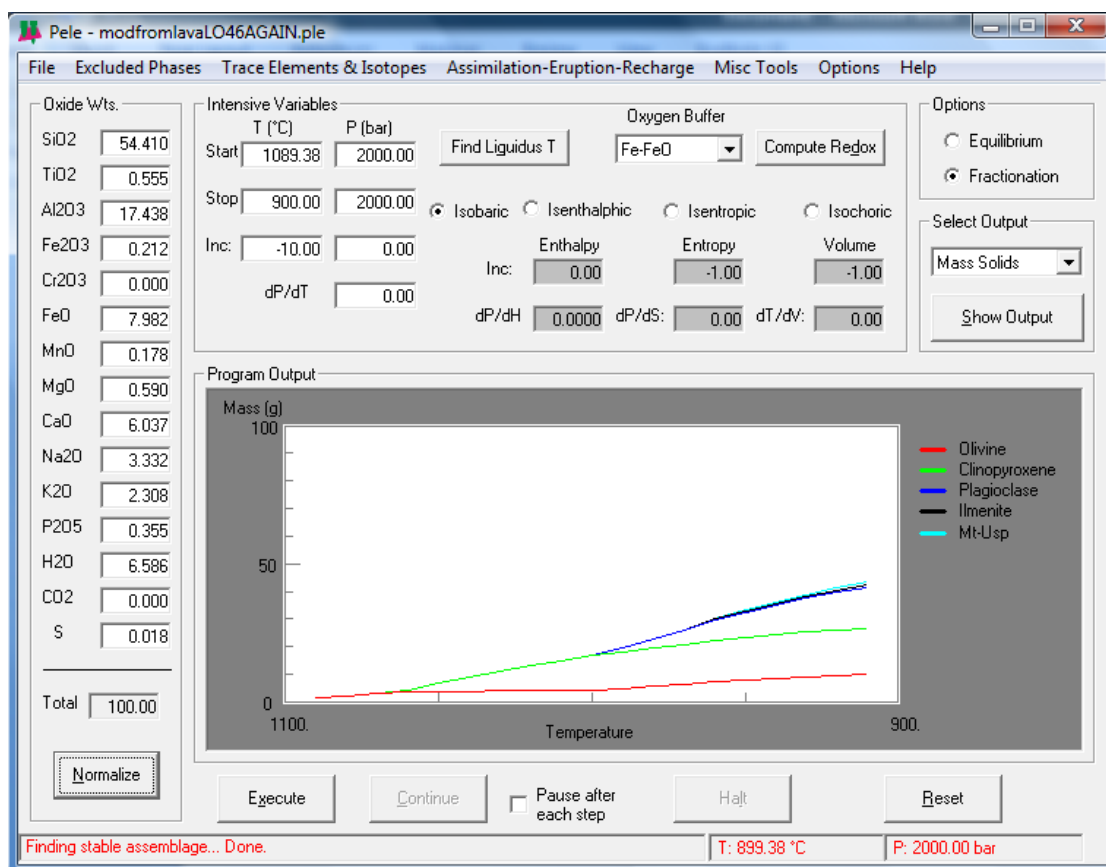 Pele - modfromlavaLO46AGAIN.ple
File Excluded Phases Trace Elements & Isotopes Assimilation-Eruption-Recharge Misc Tools Options Help
Oxide Wts.
SiO2 54.410
TiO2 0.555
Al2O3 17.438
Fe2O3 0.212
Cr2O3 0.000
FeO 7.982
MnO 0.178
MgO 0.590
CaO 6.037
Na2O 3.332
K2O 2.308
P2O5 0.355
H2O 6.586
CO2 0.000
S 0.018
Total 100.00
Normalize
Intensive Variables
T (°C) P (bar)
Start 1089.38 2000.00
Stop 900.00 2000.00
Inc: -10.00 0.00
dP/dT 0.00
Find Liguidus T
Oxygen Buffer
Fe-FeO
Compute Redox
Isobaric Isenthalphic Isentropic Isochoric
Enthalpy Entropy Volume
Inc: 0.00 -1.00 -1.00
dP/dH 0.0000 dP/dS: 0.00 dT/dV: 0.00
Options
Equilibrium
Fractionation
Select Output
Mass Solids
Show Output
Program Output
Mass (g)
100
50
0
1100. Temperature 900.
Olivine
Clinopyroxene
Plagioclase
Ilmenite
Mt-Usp
Execute
Continue
Pause after
each step
Halt
Reset
Finding stable assemblage... Done.
T: 899.38 °C
P: 2000.00 bar